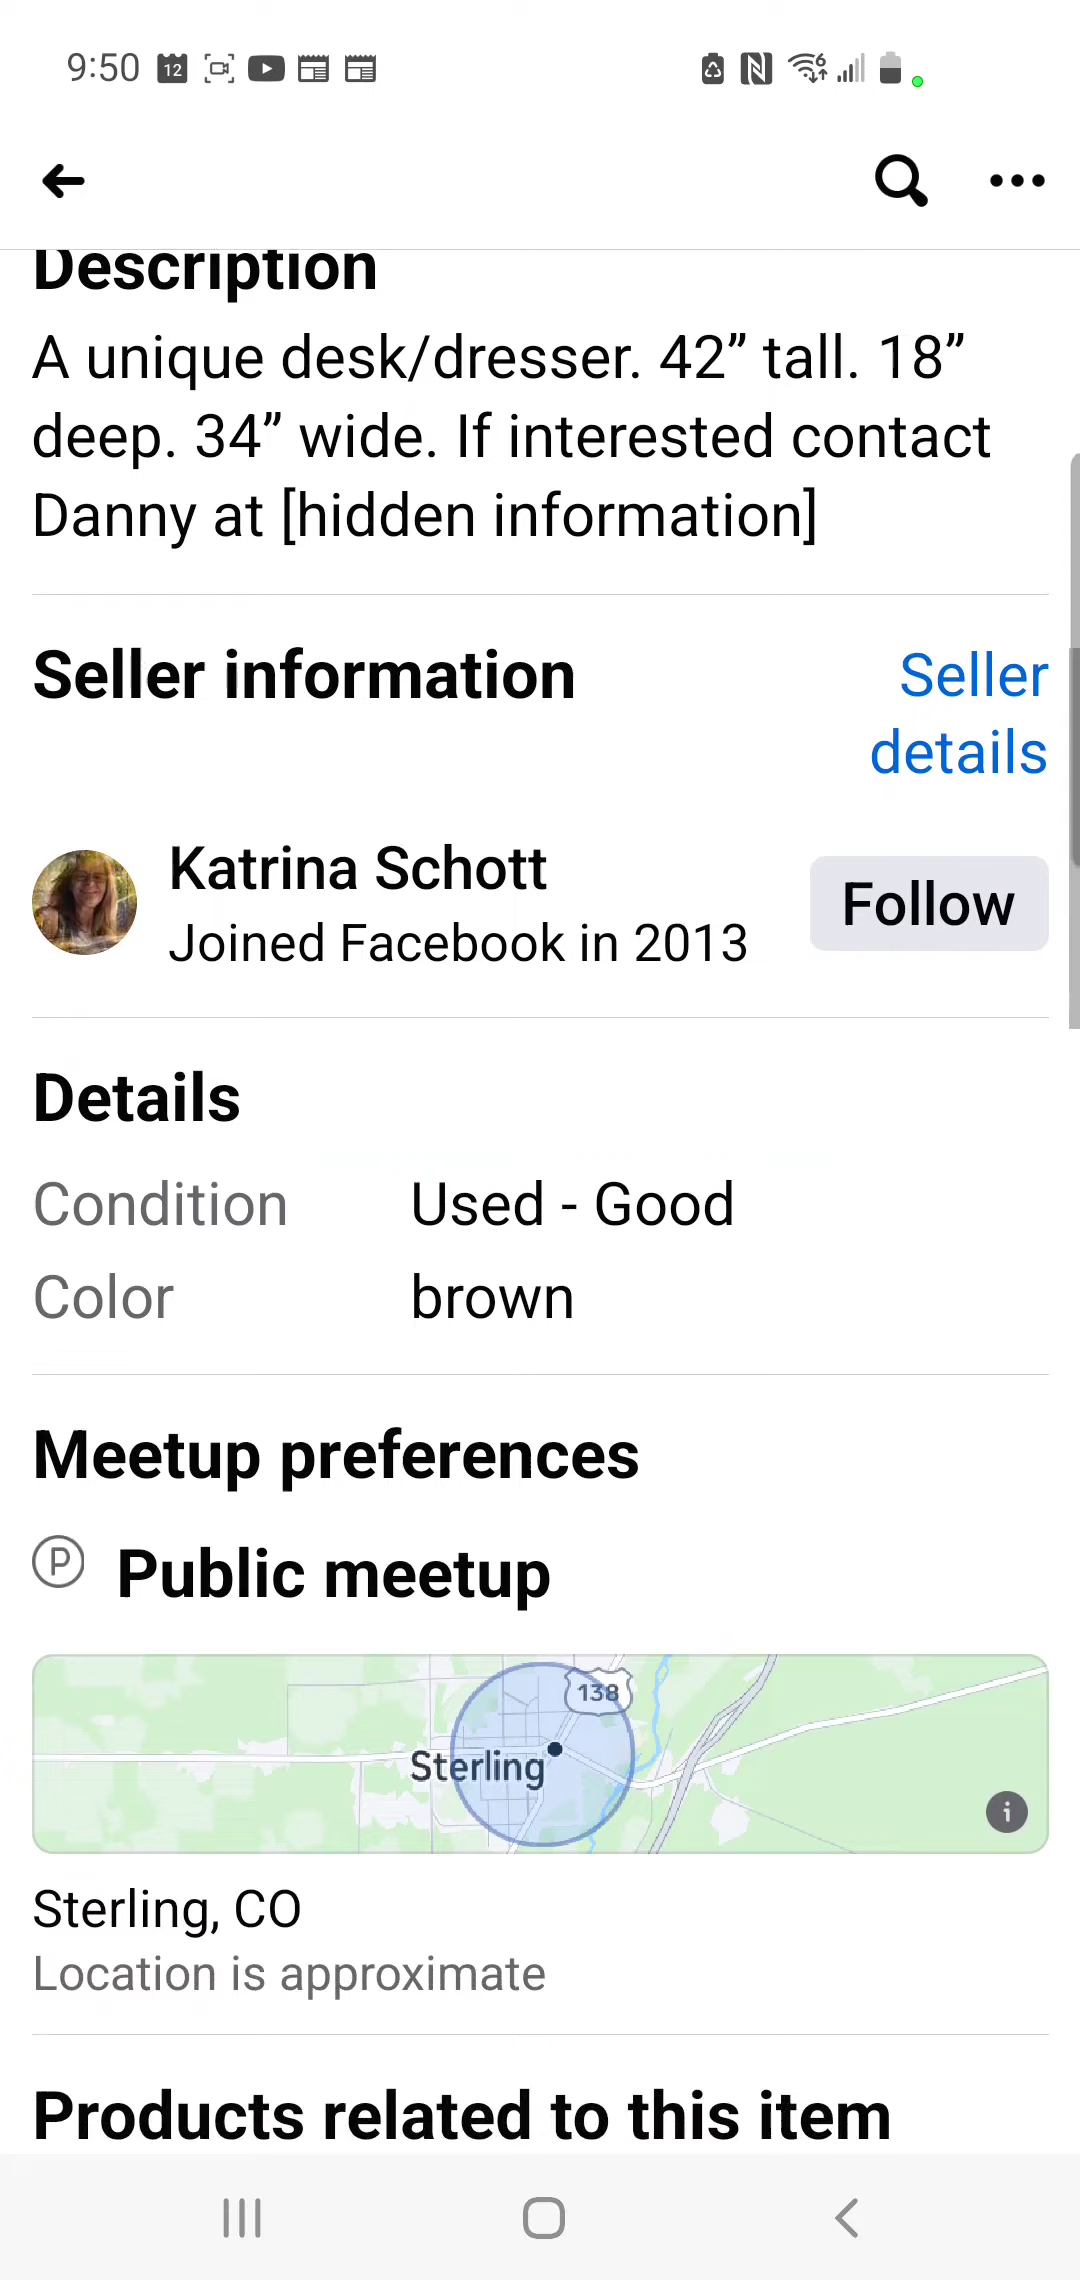 9:50
12
6
Description
A unique desk/dresser. 42” tall. 18”
deep. 34” wide. If interested contact
Danny at [hidden information]
Seller information
Seller
details
Katrina Schott
Joined Facebook in 2013
Follow
Details
Condition Used - Good
Color brown
Meetup preferences
P Public meetup
138
Sterling
i
Sterling, CO
Location is approximate
Products related to this item